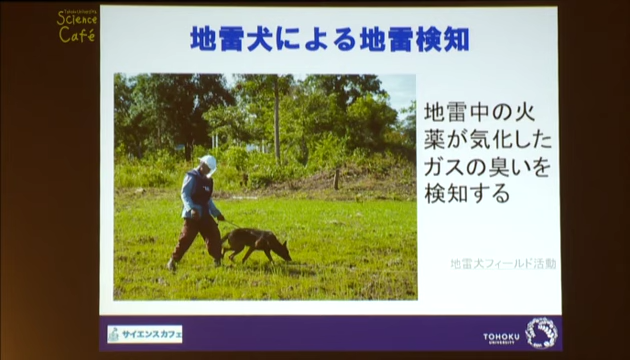 Tohoku University
Science
Café
地雷犬による地雷検知
地雷中の火
薬が気化した
ガスの臭いを
検知する
地雷犬フィールド活動
サイエンスカフェ
TOHOKU
UNIVERSITY